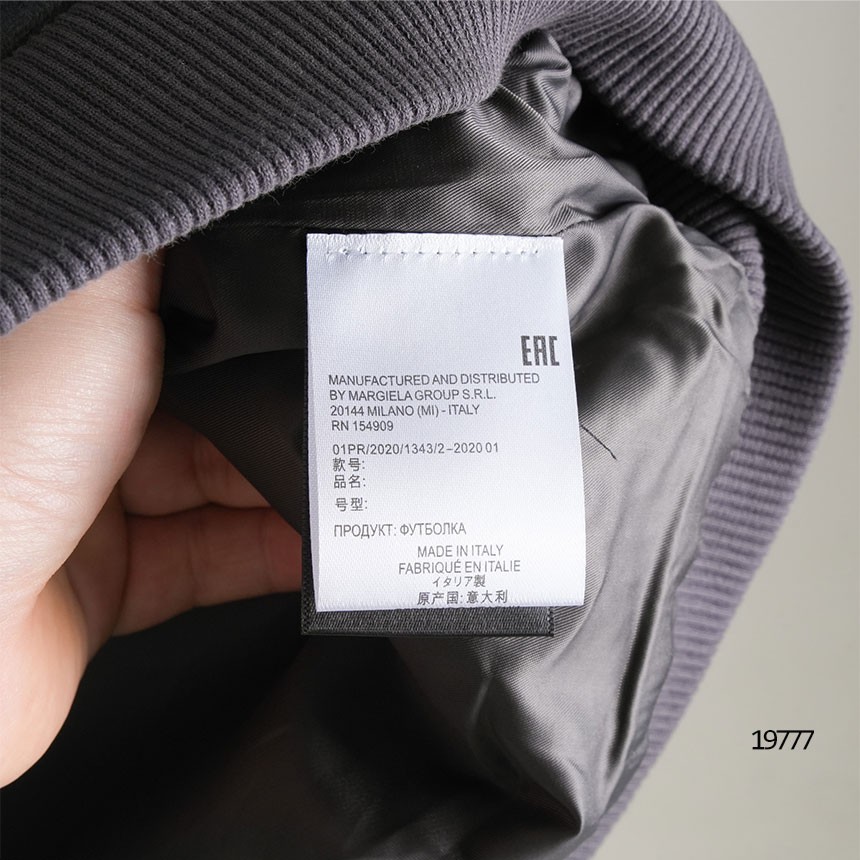 EAC
MANUFACTURED AND DISTRIBUTED
BY MARGIELA GROUP S.R.L.
20144 MILANO (MI) - ITALY
RN 154909
01PR/2020/1343/2-2020 01
款号:
品名:
号型:
ПРОДУКТ: ФУТБОЛКА
MADE IN ITALY
FABRIQUÉ EN ITALIE
イタリア製
原产国: 意大利
19777